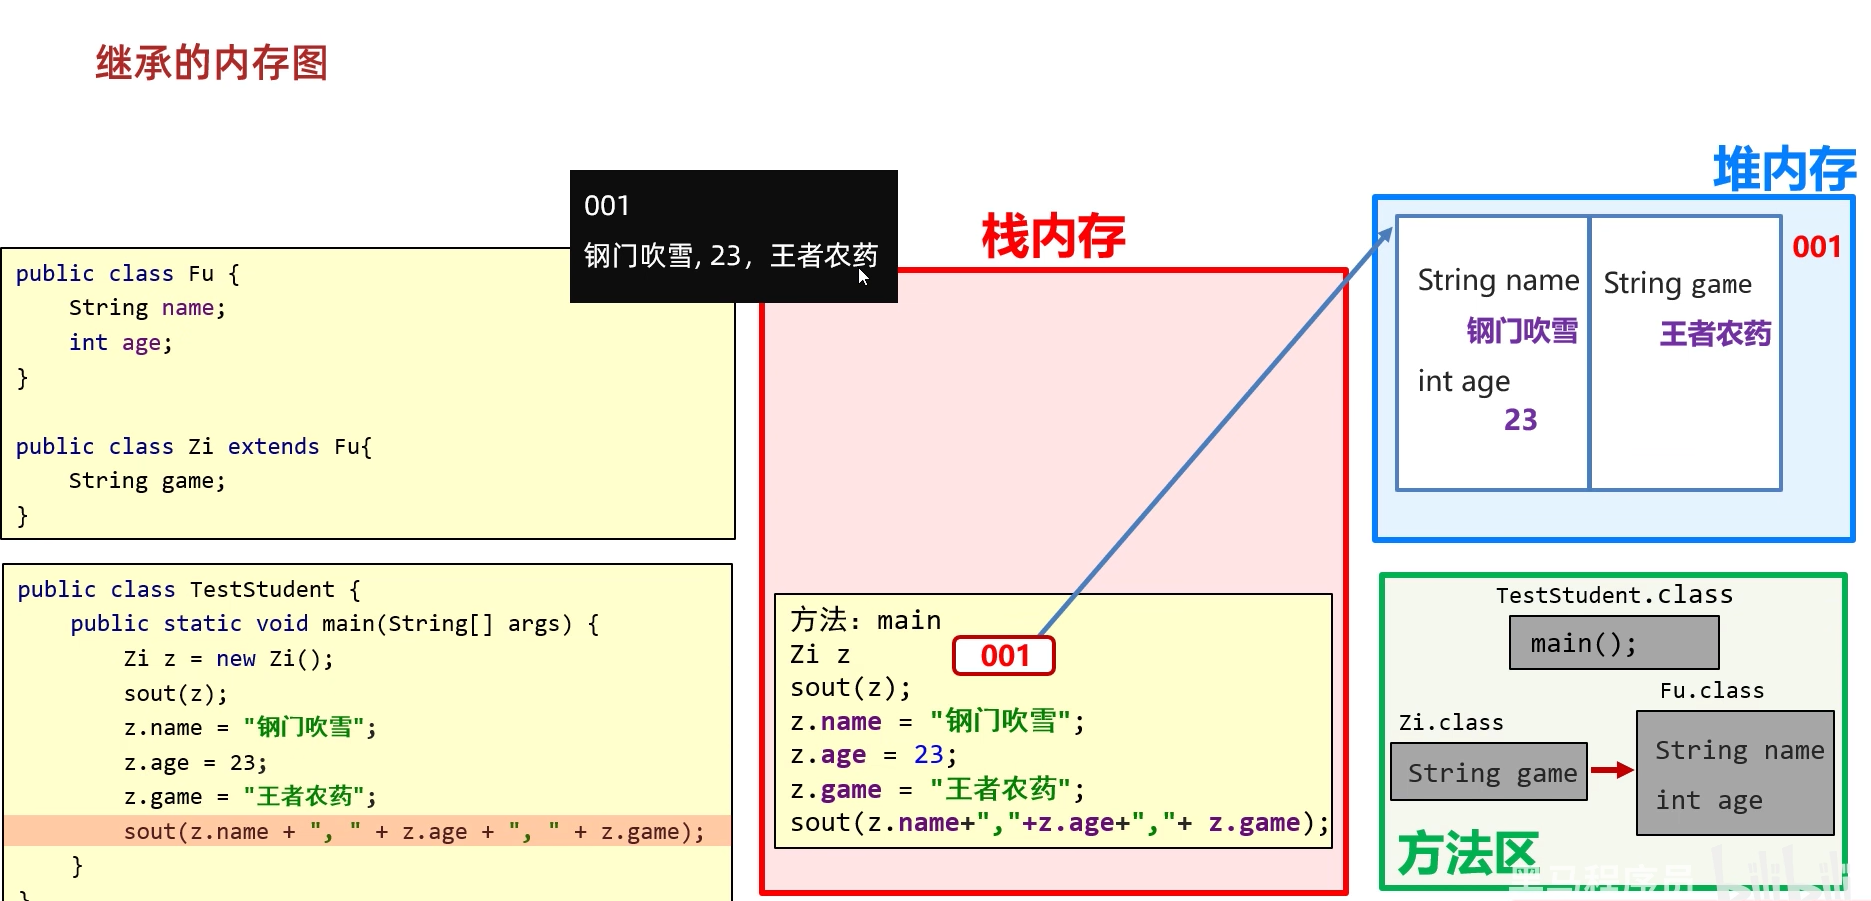 继承的内存图
001
钢门吹雪, 23, 王者农药
public class Fu {
String name;
int age;
}
public class Zi extends Fu{
String game;
}
public class TestStudent {
public static void main(String[] args) {
Zi z = new Zi();
sout(z);
z.name = "钢门吹雪";
z.age = 23;
z.game = "王者农药";
sout(z.name + ", " + z.age + ", " + z.game);
}
}
栈内存
方法: main
Zi z 001
sout(z);
z.name = "钢门吹雪";
z.age = 23;
z.game = "王者农药";
sout(z.name+","+z.age+","+ z.game);
堆内存
001
String name
钢门吹雪
int age
23
String game
王者农药
TestStudent.class
main();
Fu.class
String name
int age
Zi.class
String game
方法区
黑马程序员